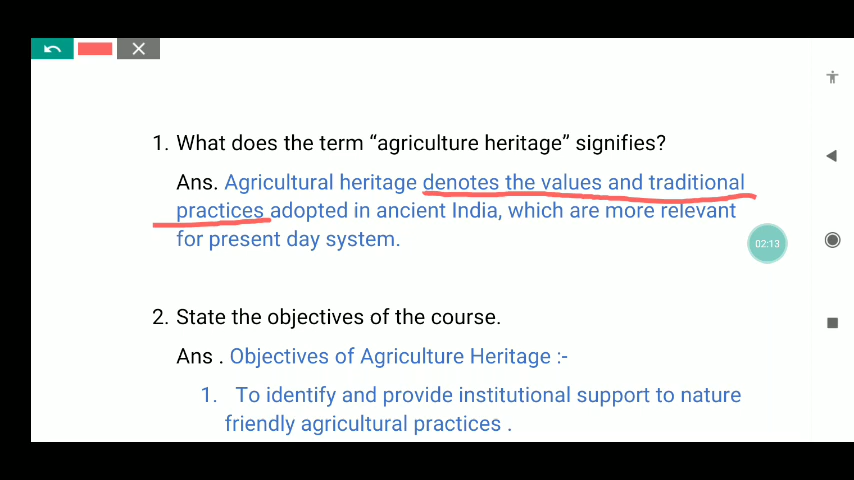 1. What does the term “agriculture heritage” signifies?
Ans. Agricultural heritage denotes the values and traditional
practices adopted in ancient India, which are more relevant
for present day system.
02:13
2. State the objectives of the course.
Ans . Objectives of Agriculture Heritage :-
1. To identify and provide institutional support to nature
friendly agricultural practices .